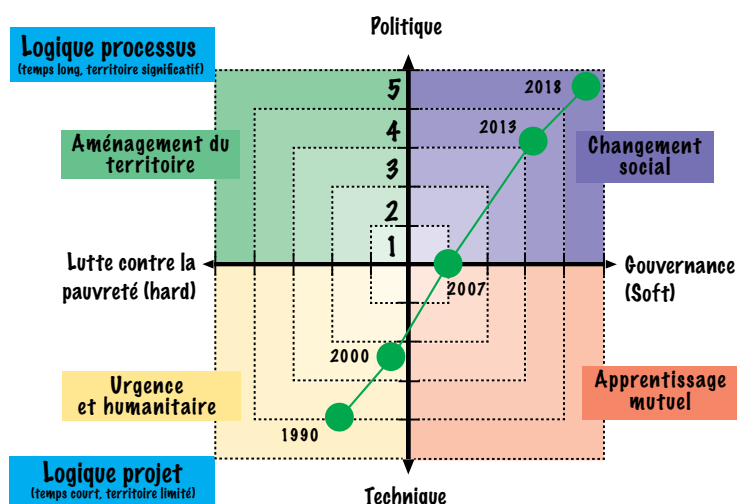 Politique
Logique processus
(temps long, territoire significatif)
5
2018
4
2013
Aménagement du
territoire
Changement
social
3
2
1
Lutte contre la
pauvreté (hard)
Gouvernance
(Soft)
2007
2000
Urgence
et humanitaire
Apprentissage
mutuel
1990
Logique projet
(temps court, territoire limité)
Technique